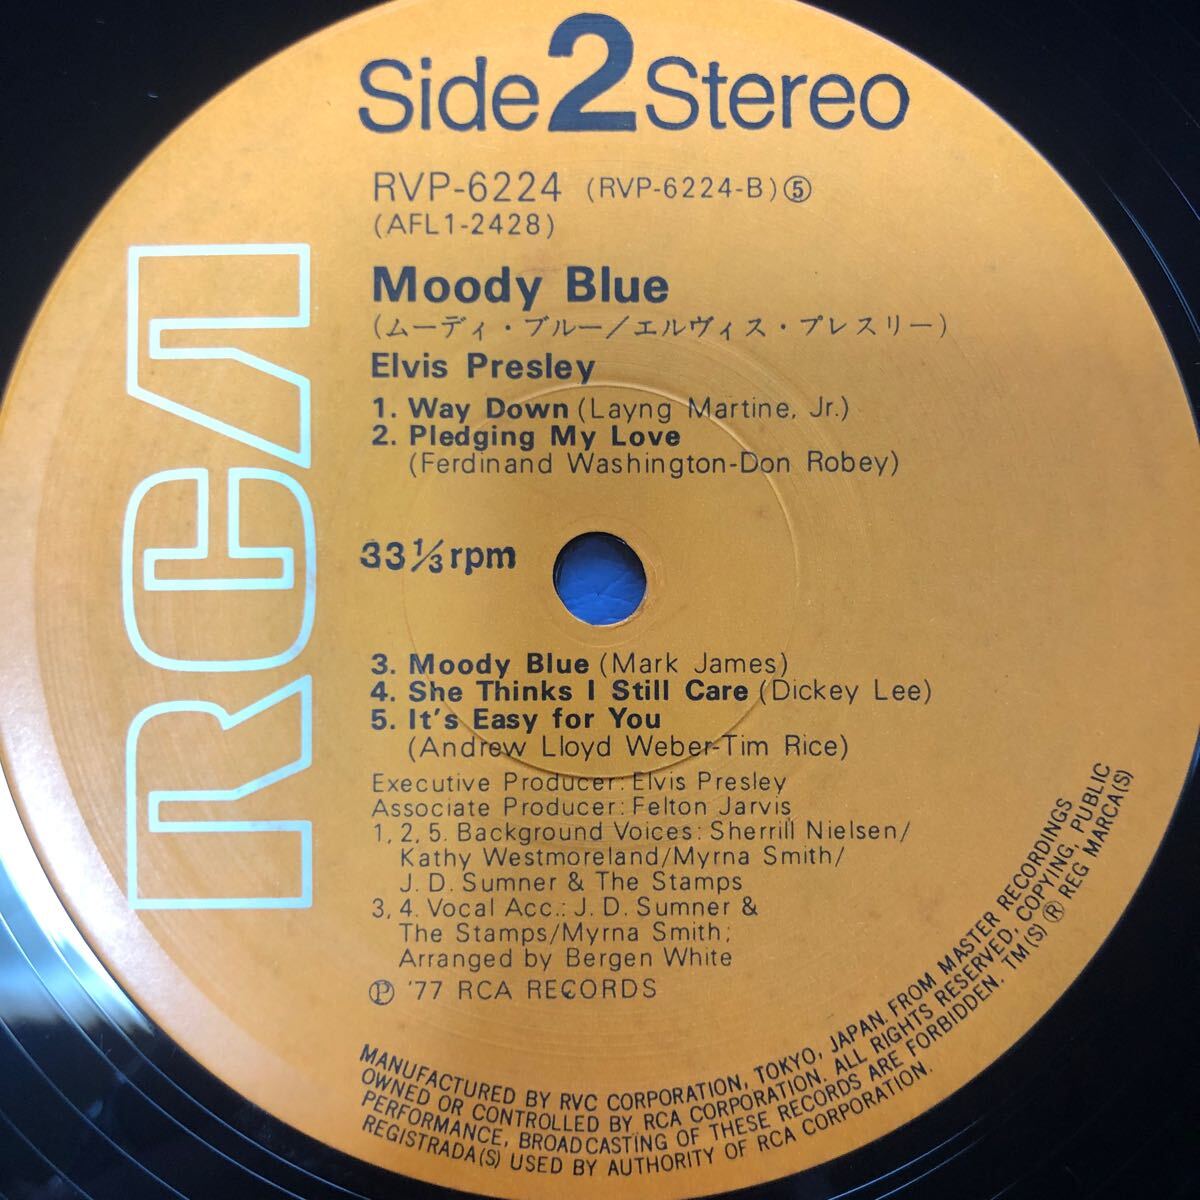 Side 2 Stereo
RVP-6224 (RVP-6224-B)⑤
(AFL1-2428)
Moody Blue
(ムーディ・ブルー/エルヴィス・プレスリー)
Elvis Presley
1. Way Down (Layng Martine, Jr.)
2. Pledging My Love
(Ferdinand Washington-Don Robey)
33 1/3 rpm
3. Moody Blue (Mark James)
4. She Thinks I Still Care (Dickey Lee)
5. It's Easy for You
(Andrew Lloyd Weber-Tim Rice)
Executive Producer: Elvis Presley
Associate Producer: Felton Jarvis
1, 2, 5. Background Voices: Sherrill Nielsen/
Kathy Westmoreland/Myrna Smith/
J. D. Sumner & The Stamps
3, 4. Vocal Acc.: J. D. Sumner &
The Stamps/Myrna Smith;
Arranged by Bergen White
Ⓟ '77 RCA RECORDS
RCA
MANUFACTURED BY RVC CORPORATION, TOKYO, JAPAN. FROM MASTER RECORDINGS
OWNED OR CONTROLLED BY RCA CORPORATION. ALL RIGHTS RESERVED, COPYING, PUBLIC
PERFORMANCE, BROADCASTING OF THESE RECORDS ARE FORBIDDEN. TM(S) ® REG MARCA(S)
REGISTRADA(S) USED BY AUTHORITY OF RCA CORPORATION.